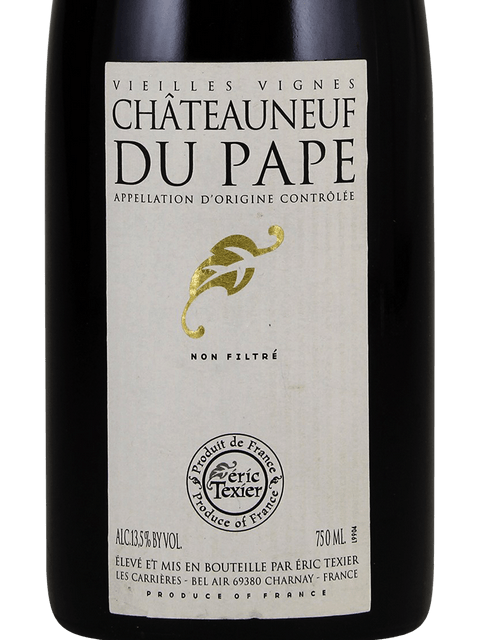 VIEILLES VIGNES
CHÂTEAUNEUF
DU PAPE
APPELLATION D'ORIGINE CONTRÔLÉE
NON FILTRÉ
Produit de France
éric
Texier
Produce of France
ALC.13,5% BY VOL.
750 ML.
L9904
ÉLEVÉ ET MIS EN BOUTEILLE PAR ÉRIC TEXIER
LES CARRIÈRES - BEL AIR 69380 CHARNAY - FRANCE
PRODUCE OF FRANCE